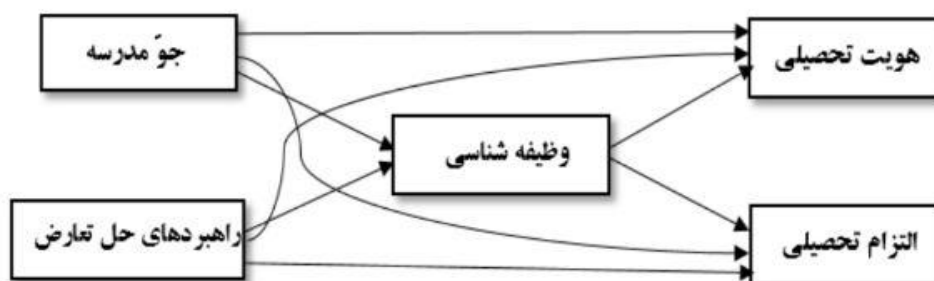 جوّ مدرسه
هویت تحصیلی
وظیفه شناسی
راهبردهای حل تعارض
التزام تحصیلی